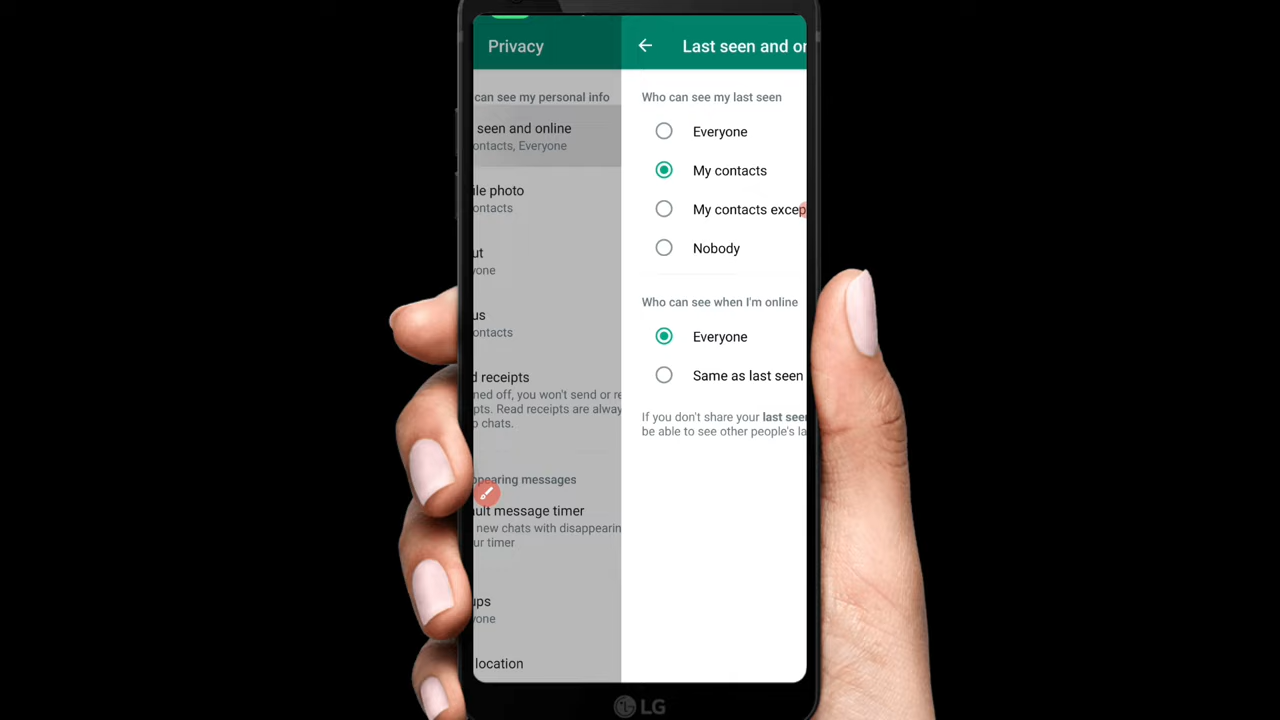 Privacy
can see my personal info
seen and online
ontacts, Everyone
ile photo
ontacts
ut
yone
us
ontacts
d receipts
ned off, you won't send or re
pts. Read receipts are alway
o chats.
ppearing messages
ult message timer
new chats with disappearin
ur timer
ups
yone
location
Last seen and on
Who can see my last seen
Everyone
My contacts
My contacts excep
Nobody
Who can see when I'm online
Everyone
Same as last seen
If you don't share your last seen
be able to see other people's la
LG